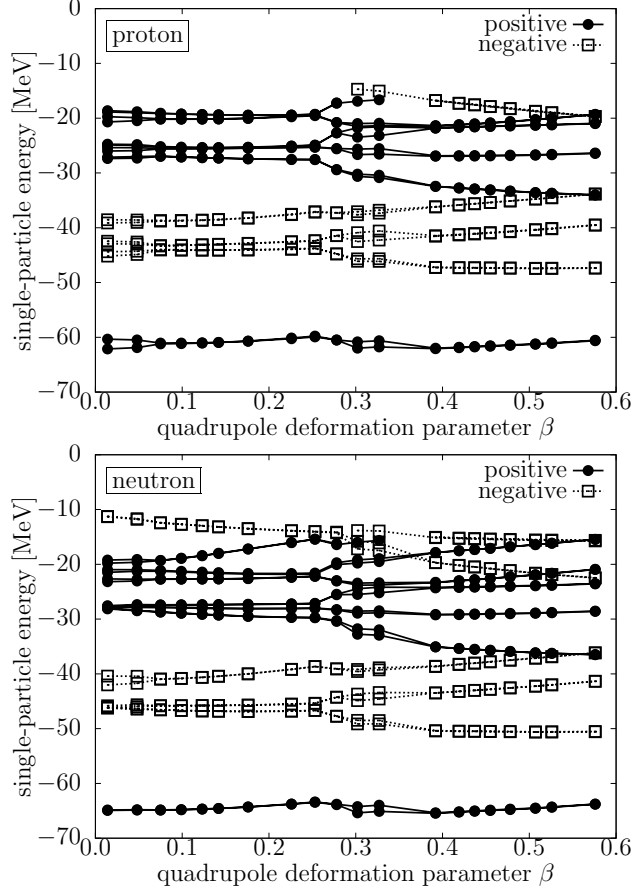 0
proton
positive
negative
−10
−20
−30
−40
−50
−60
−70
single-particle energy [MeV]
0.0 0.1 0.2 0.3 0.4 0.5 0.6
quadrupole deformation parameter β
0
neutron
positive
negative
−10
−20
−30
−40
−50
−60
−70
single-particle energy [MeV]
0.0 0.1 0.2 0.3 0.4 0.5 0.6
quadrupole deformation parameter β